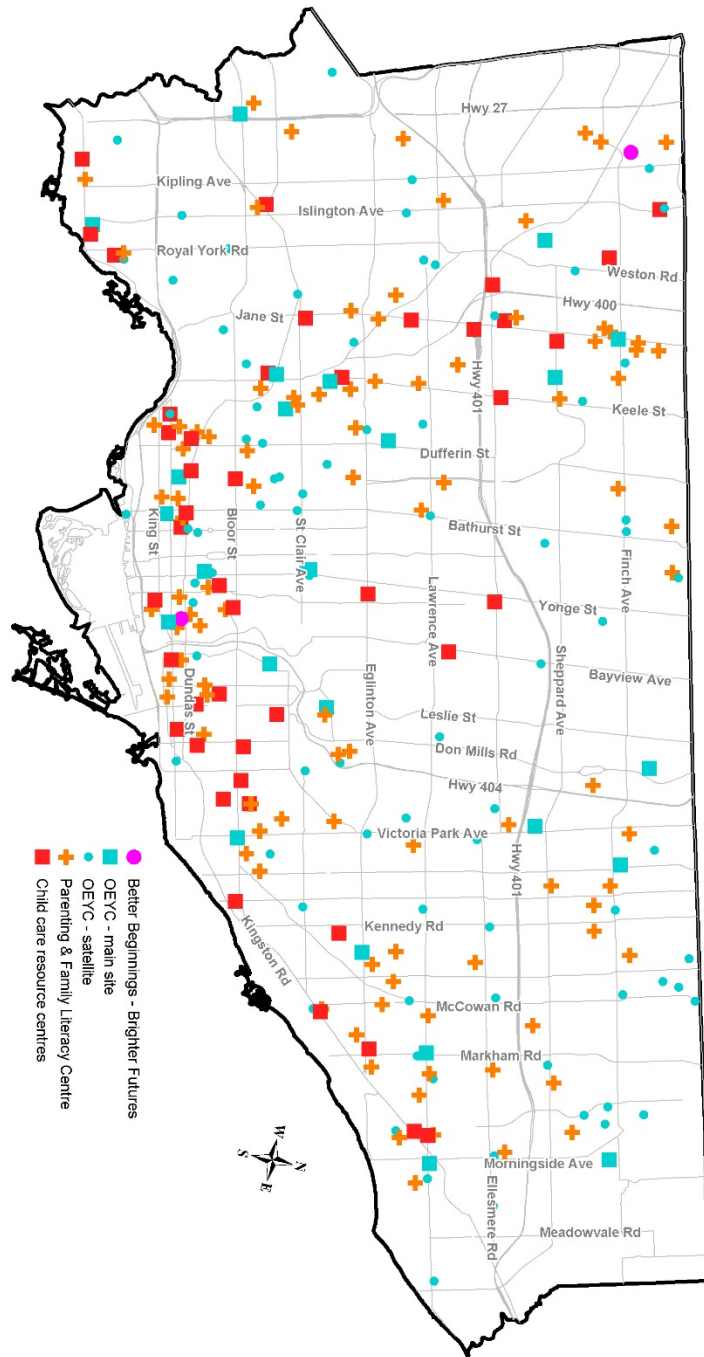 Hwy 27
Kipling Ave
Islington Ave
Royal York Rd
Weston Rd
Hwy 400
Jane St
Hwy 401
Keele St
Dufferin St
Bathurst St
King St
Bloor St
St Clair Ave
Finch Ave
Lawrence Ave
Yonge St
Sheppard Ave
Bayview Ave
Dundas St
Eglinton Ave
Leslie St
Don Mills Rd
Hwy 404
Victoria Park Ave
Hwy 401
Kennedy Rd
Kingston Rd
McCowan Rd
Markham Rd
Morningside Ave
Ellesmere Rd
Meadowvale Rd
Better Beginnings - Brighter Futures
OEYC - main site
OEYC - satellite
Parenting & Family Literacy Centre
Child care resource centres
N
W
E
S